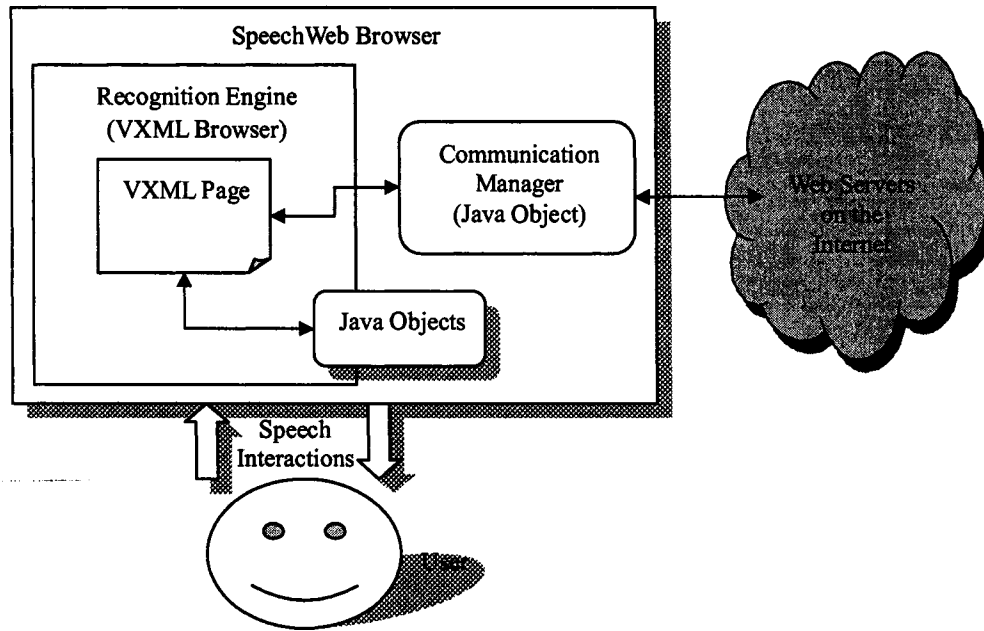 SpeechWeb Browser
Recognition Engine
(VXML Browser)
VXML Page
Communication
Manager
(Java Object)
Web Servers
on the
Internet
Java Objects
Speech
Interactions
User